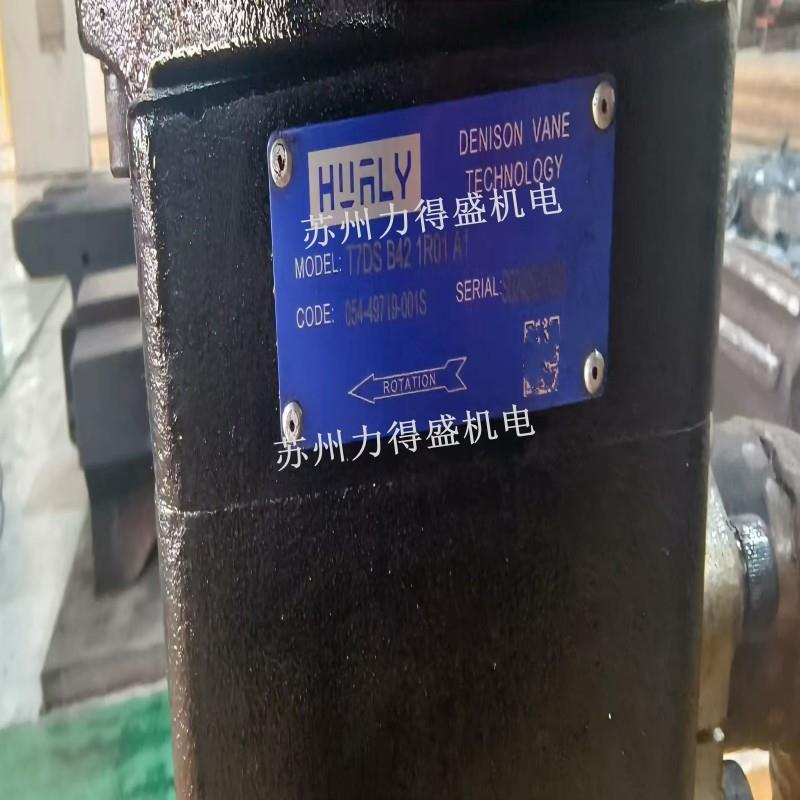 HUALY
DENISON VANE
TECHNOLOGY
苏州力得盛机电
MODEL: T7DS B42 1R01 A1
CODE: 054-49719-001S
SERIAL:
ROTATION
苏州力得盛机电